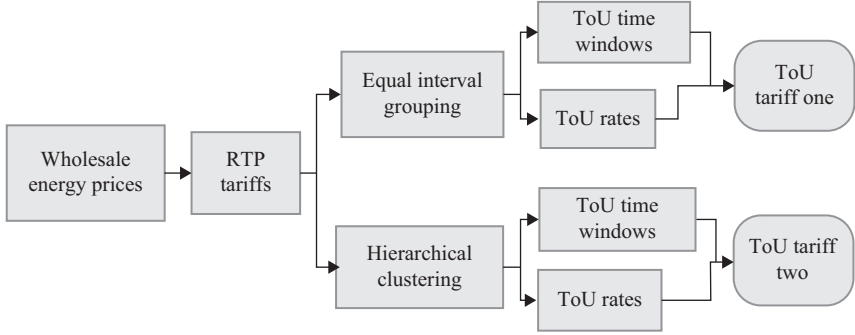 Wholesale
energy prices
RTP
tariffs
Equal interval
grouping
ToU time
windows
ToU rates
ToU
tariff one
Hierarchical
clustering
ToU time
windows
ToU rates
ToU tariff
two